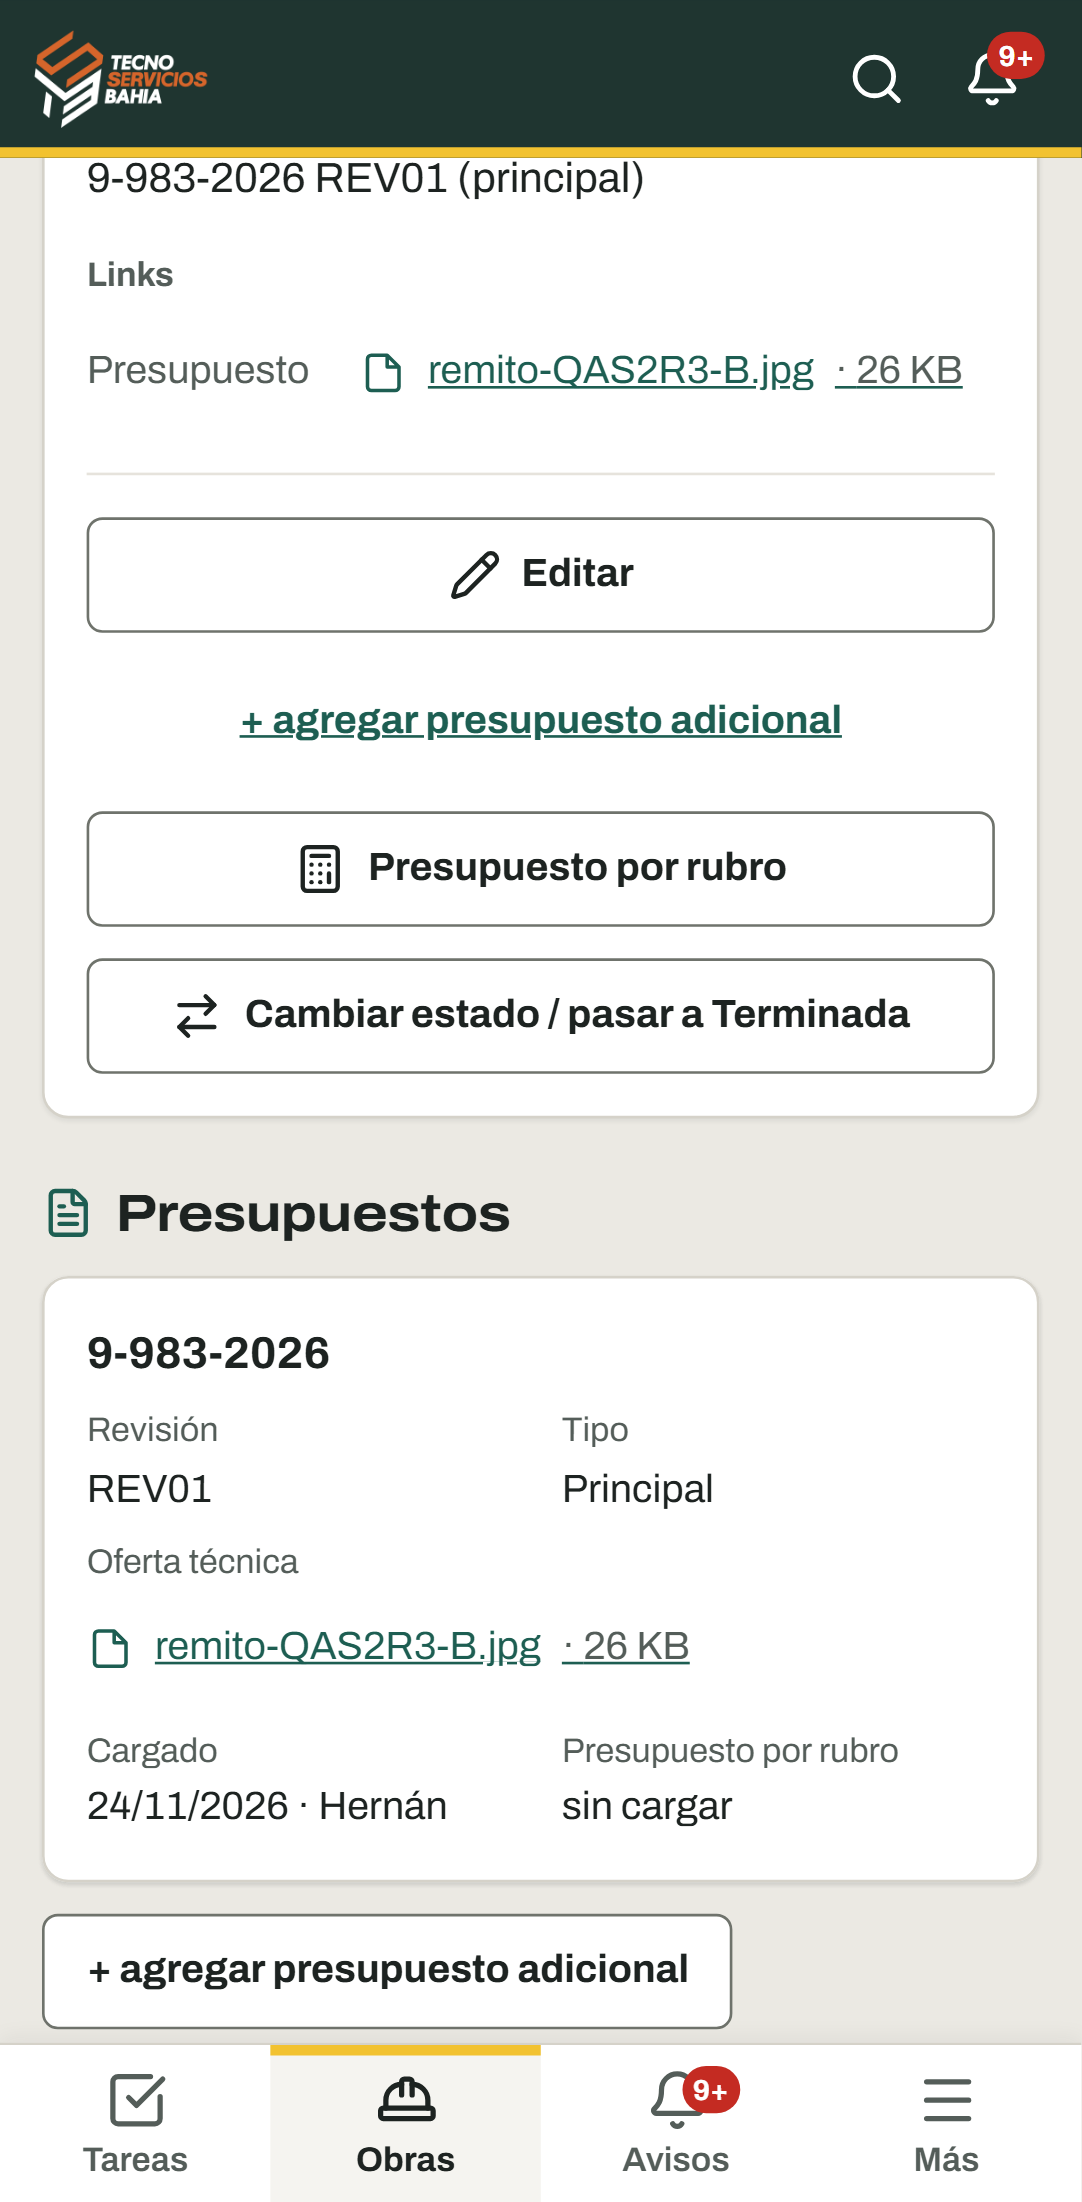 TECNO
SERVICIOS
BAHIA
9+
9-983-2026 REV01 (principal)
Links
Presupuesto remito-QAS2R3-B.jpg · 26 KB
Editar
+ agregar presupuesto adicional
Presupuesto por rubro
Cambiar estado / pasar a Terminada
Presupuestos
9-983-2026
Revisión Tipo
REV01 Principal
Oferta técnica
remito-QAS2R3-B.jpg · 26 KB
Cargado Presupuesto por rubro
24/11/2026 · Hernán sin cargar
+ agregar presupuesto adicional
9+
Tareas Obras Avisos Más